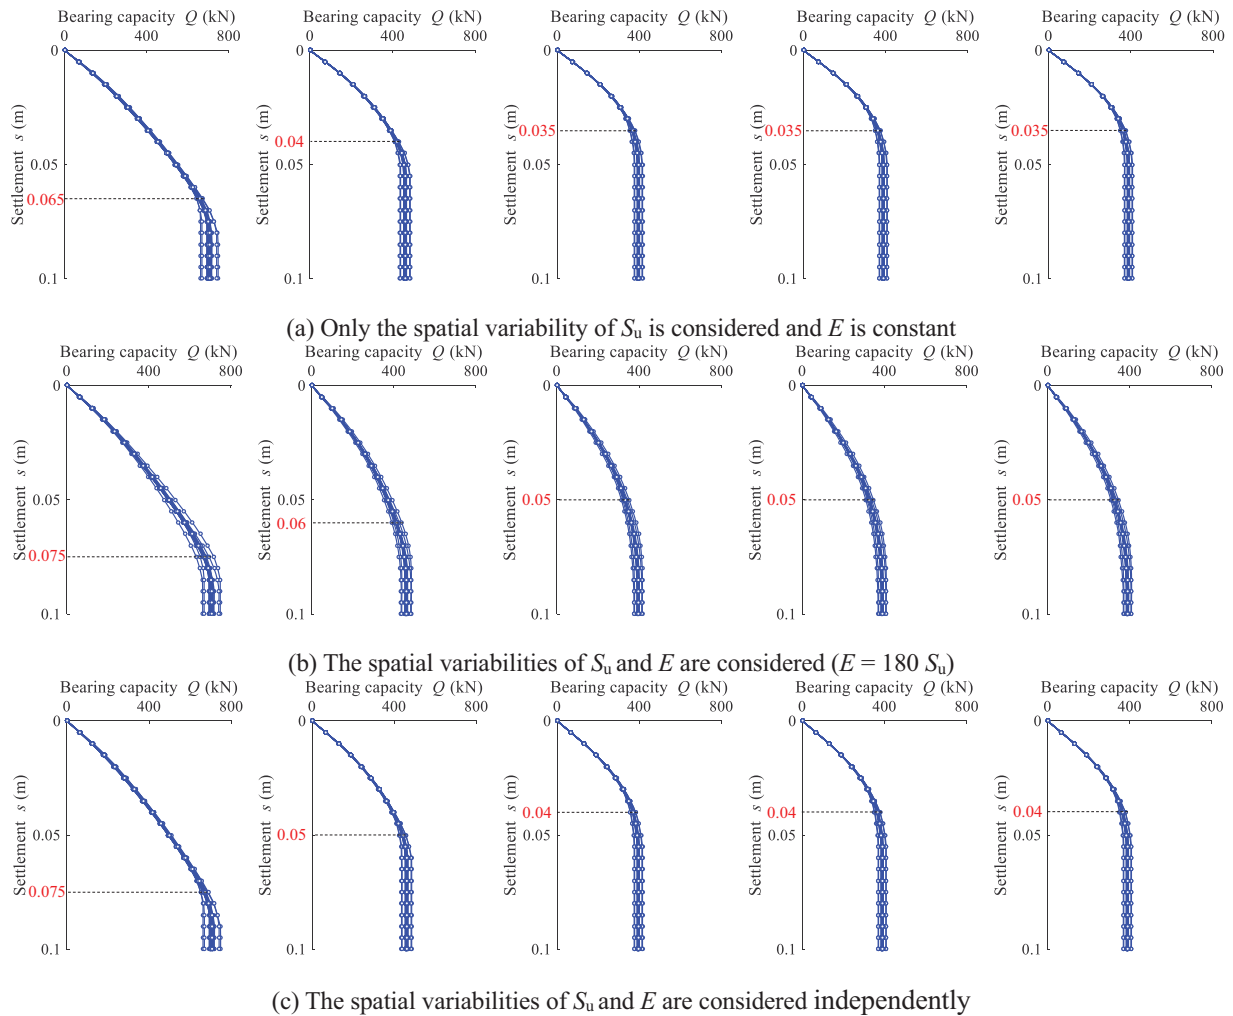 Bearing capacity Q (kN) Bearing capacity Q (kN) Bearing capacity Q (kN) Bearing capacity Q (kN) Bearing capacity Q (kN)
0 400 800 0 400 800 0 400 800 0 400 800 0 400 800
0 0 0 0 0
Settlement s (m) Settlement s (m) Settlement s (m) Settlement s (m) Settlement s (m)
0.035 0.035 0.035
0.04
0.05 0.05 0.05 0.05 0.05
0.065
0.1 0.1 0.1 0.1 0.1
(a) Only the spatial variability of Su is considered and E is constant
Bearing capacity Q (kN) Bearing capacity Q (kN) Bearing capacity Q (kN) Bearing capacity Q (kN) Bearing capacity Q (kN)
0 400 800 0 400 800 0 400 800 0 400 800 0 400 800
0 0 0 0 0
Settlement s (m) Settlement s (m) Settlement s (m) Settlement s (m) Settlement s (m)
0.05 0.05 0.05 0.05 0.05
0.06
0.075
0.1 0.1 0.1 0.1 0.1
(b) The spatial variabilities of Su and E are considered (E = 180 Su)
Bearing capacity Q (kN) Bearing capacity Q (kN) Bearing capacity Q (kN) Bearing capacity Q (kN) Bearing capacity Q (kN)
0 400 800 0 400 800 0 400 800 0 400 800 0 400 800
0 0 0 0 0
Settlement s (m) Settlement s (m) Settlement s (m) Settlement s (m) Settlement s (m)
0.04 0.04 0.04
0.05 0.05 0.05 0.05 0.05
0.075
0.1 0.1 0.1 0.1 0.1
(c) The spatial variabilities of Su and E are considered independently